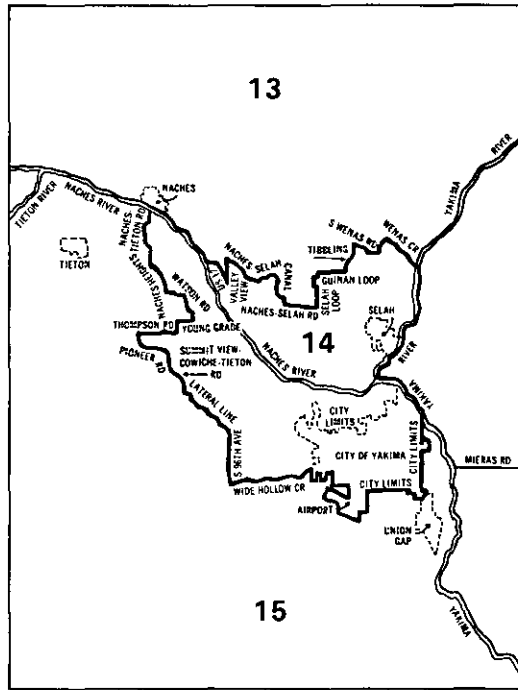 13
RIVER
YAKIMA
NACHES
NACHES RIVER
TIETON RIVER
S WENAS RD
WENAS CR
TIBBLING
NACHES-
TIETON RD
NACHES HEIGHTS
TIETON
NACHES
SELAH
CANAL
US 12
VALLEY
VIEW
GUINAN LOOP
WATSON RD
SELAH
LOOP
NACHES-SELAH RD
SELAH
THOMPSON RD
YOUNG GRADE
14
RIVER
PIONEER RD
SUMMIT VIEW-
COWICHE-TIETON
RD
NACHES RIVER
LATERAL LINE
YAKIMA
CITY
LIMITS
S 96TH AVE
CITY OF YAKIMA
CITY LIMITS
MIERAS RD
WIDE HOLLOW CR
CITY LIMITS
AIRPORT
UNION
GAP
15
YAKIMA